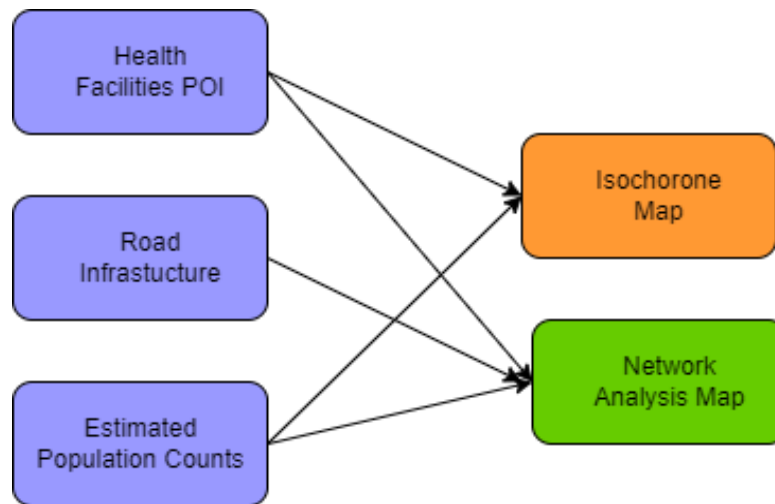 Health
Facilities POI
Isochorone
Map
Road
Infrastucture
Network
Analysis Map
Estimated
Population Counts